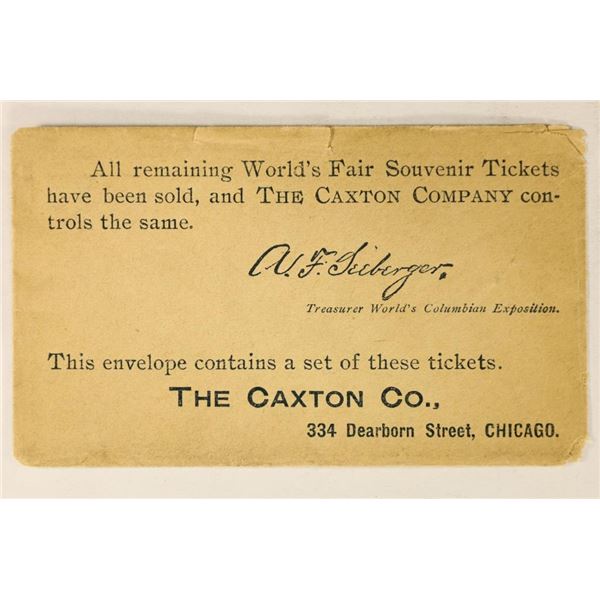 All remaining World's Fair Souvenir Tickets
have been sold, and THE CAXTON COMPANY con-
trols the same.
A. F. Seeberger,
Treasurer World's Columbian Exposition.
This envelope contains a set of these tickets.
THE CAXTON CO.,
334 Dearborn Street, CHICAGO.